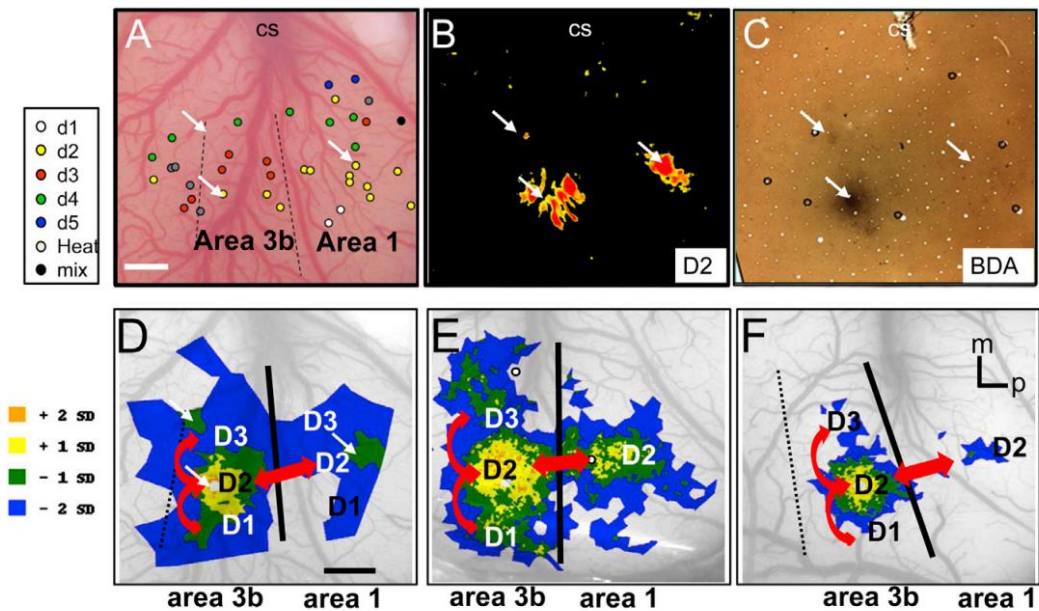 A
CS
B
CS
C
CS
d1
d2
d3
d4
d5
Heat
mix
Area 3b
Area 1
D2
BDA
D
E
F
m
p
+ 2 SD
+ 1 SD
- 1 SD
- 2 SD
D3
D2
D1
D3
D2
D1
D3
D2
D1
D2
D3
D2
D1
D2
area 3b
area 1
area 3b
area 1
area 3b
area 1